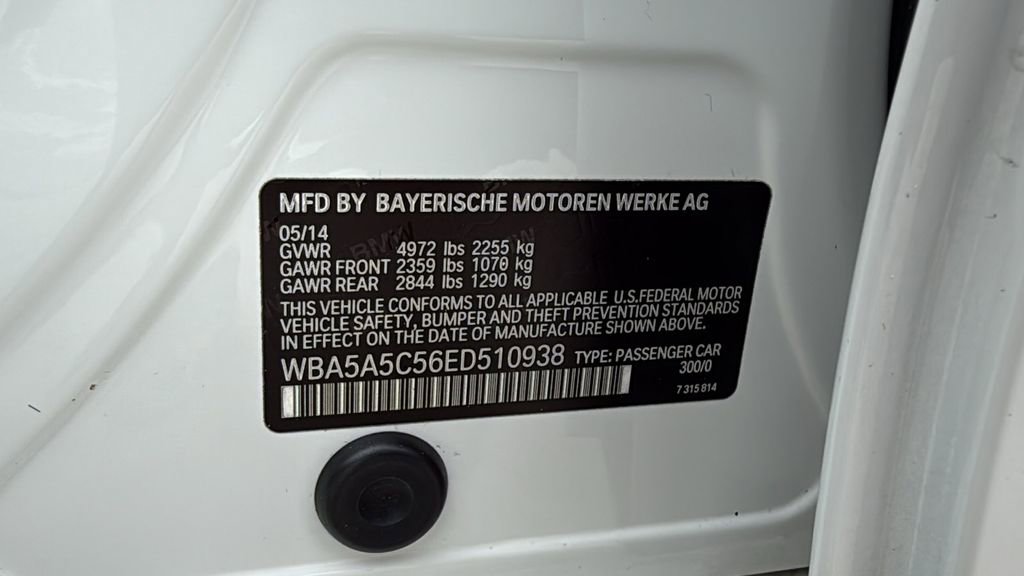 MFD BY BAYERISCHE MOTOREN WERKE AG
05/14
GVWR 4972 lbs 2255 kg
GAWR FRONT 2359 lbs 1070 kg
GAWR REAR 2844 lbs 1290 kg
THIS VEHICLE CONFORMS TO ALL APPLICABLE U.S.FEDERAL MOTOR
VEHICLE SAFETY, BUMPER AND THEFT PREVENTION STANDARDS
IN EFFECT ON THE DATE OF MANUFACTURE SHOWN ABOVE.
WBA5A5C56ED510938 TYPE: PASSENGER CAR
300/0
7 315 814
BMW